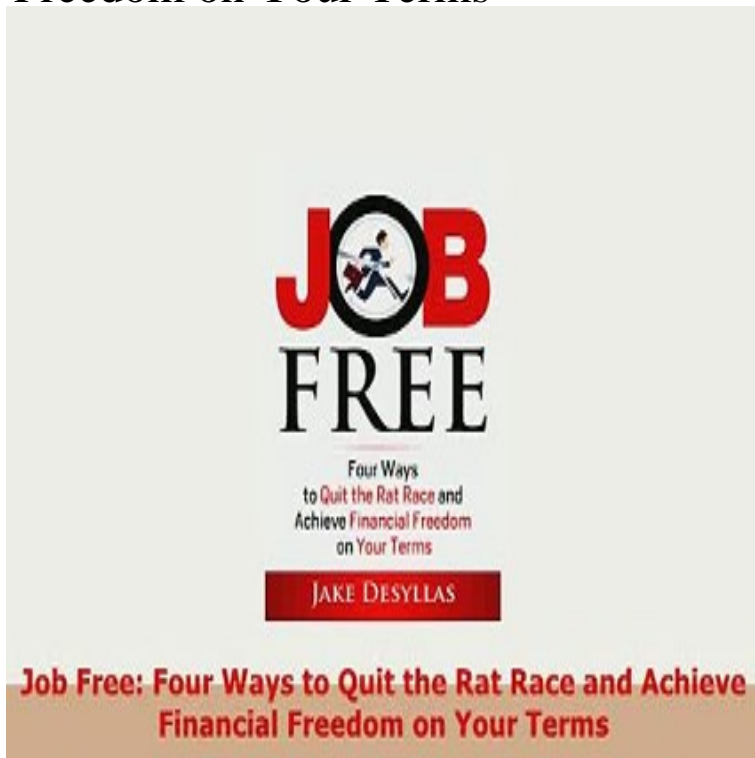 Freedom on Your Terms
JOB
FREE
Four Ways
to Quit the Rat Race and
Achieve Financial Freedom
on Your Terms
JAKE DESYLLAS
Job Free: Four Ways to Quit the Rat Race and Achieve
Financial Freedom on Your Terms